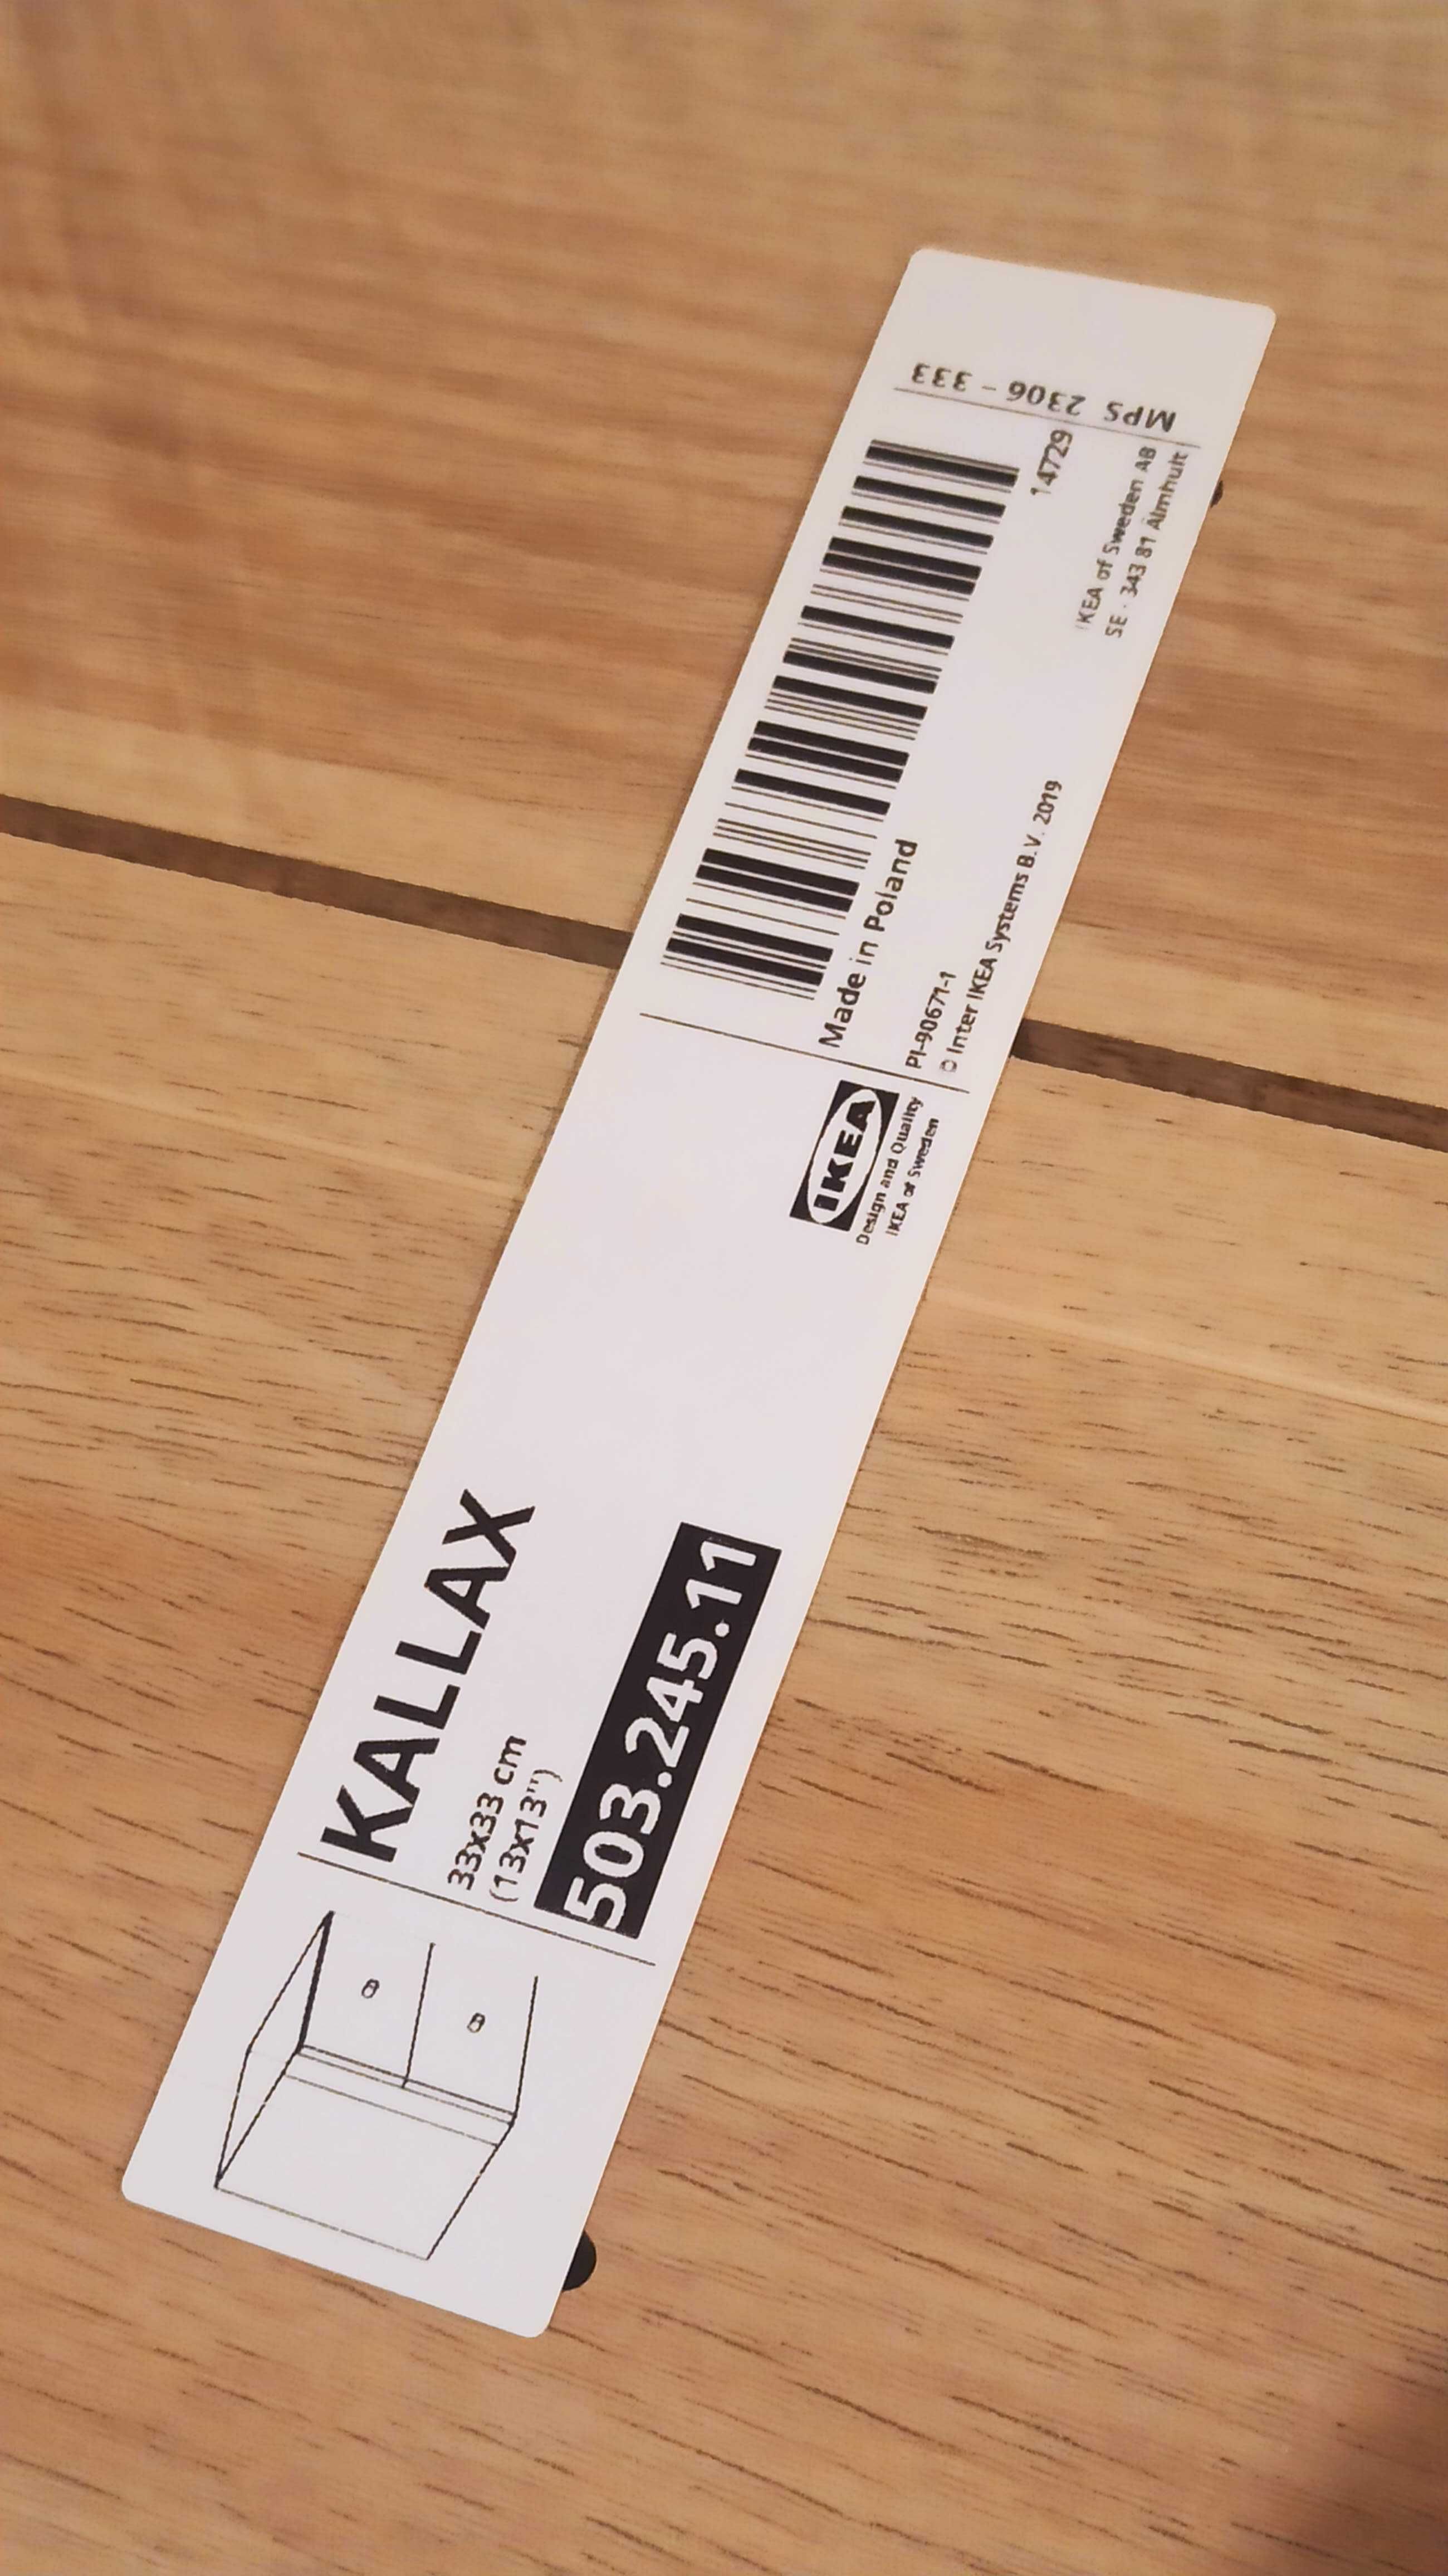 KALLAX
33x33 cm
(13x13")
503.245.11
IKEA
Design and Quality
IKEA of Sweden
Made in Poland
PI-90671-1
© Inter IKEA Systems B.V. 2019
14729
IKEA of Sweden AB
SE - 343 81 Älmhult
MPS 2306 - 333